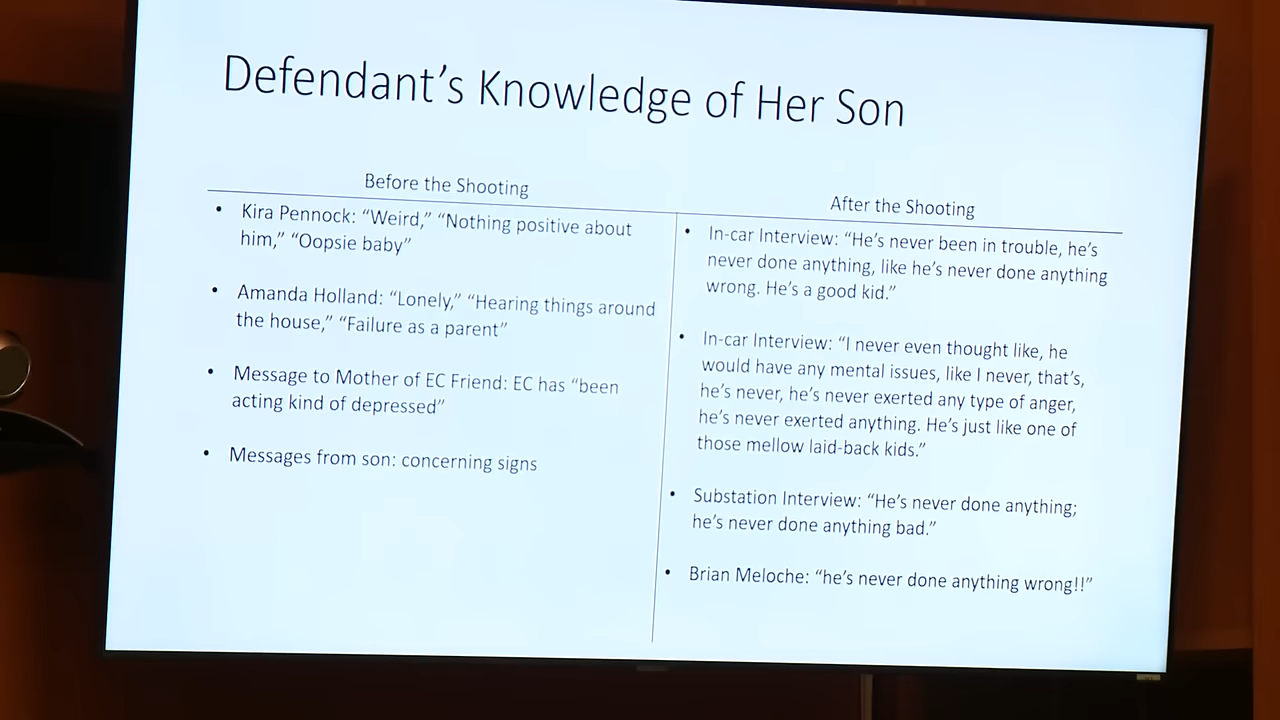 Defendant’s Knowledge of Her Son
Before the Shooting
• Kira Pennock: “Weird,” “Nothing positive about
him,” “Oopsie baby”
• Amanda Holland: “Lonely,” “Hearing things around
the house,” “Failure as a parent”
• Message to Mother of EC Friend: EC has “been
acting kind of depressed”
• Messages from son: concerning signs
After the Shooting
• In-car Interview: “He’s never been in trouble, he’s
never done anything, like he’s never done anything
wrong. He’s a good kid.”
• In-car Interview: “I never even thought like, he
would have any mental issues, like I never, that’s,
he’s never, he’s never exerted any type of anger,
he’s never exerted anything. He’s just like one of
those mellow laid-back kids.”
• Substation Interview: “He’s never done anything;
he’s never done anything bad.”
• Brian Meloche: “he’s never done anything wrong!!”